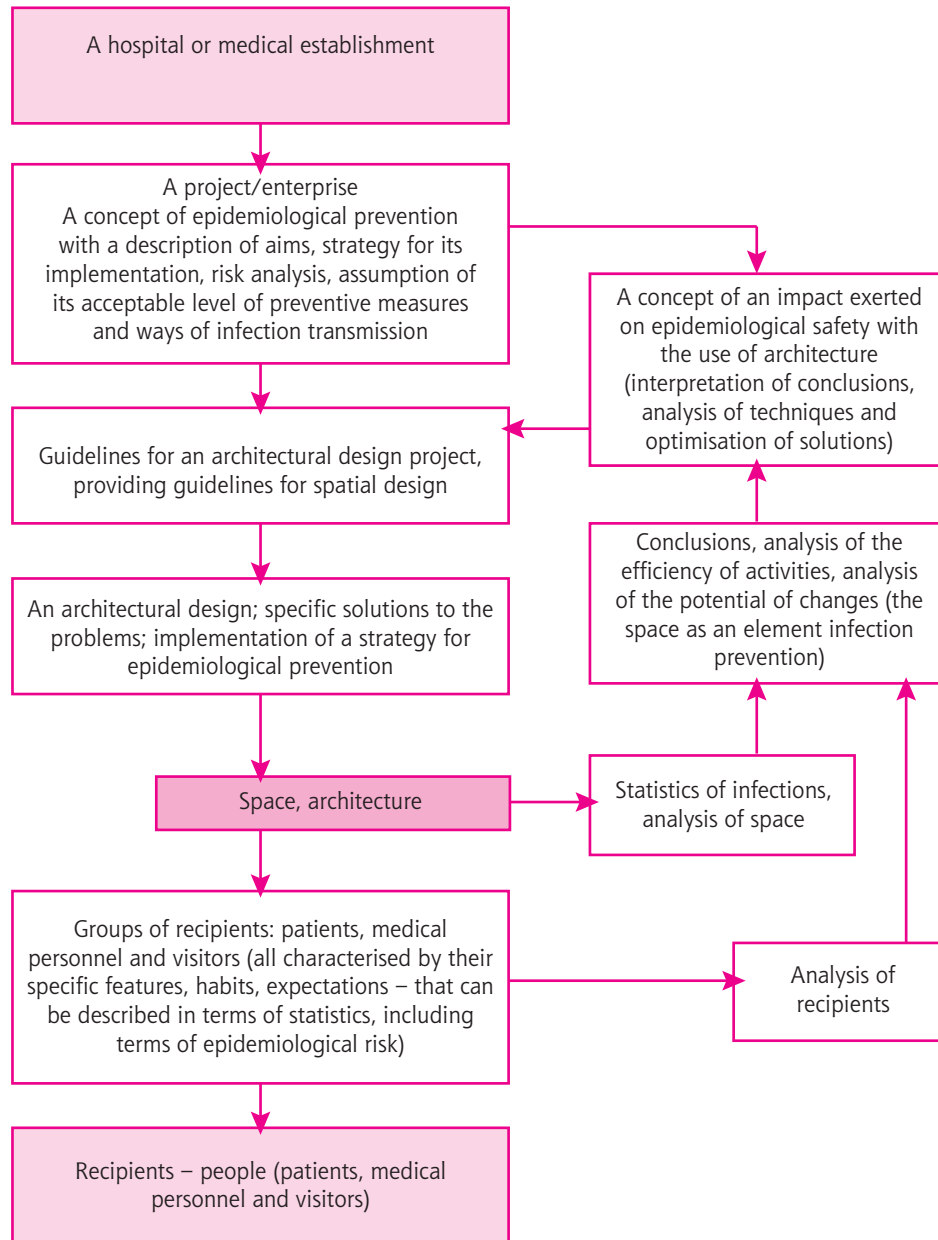 A hospital or medical establishment
A project/enterprise
A concept of epidemiological prevention
with a description of aims, strategy for its
implementation, risk analysis, assumption of
its acceptable level of preventive measures
and ways of infection transmission
A concept of an impact exerted
on epidemiological safety with
the use of architecture
(interpretation of conclusions,
analysis of techniques and
optimisation of solutions)
Guidelines for an architectural design project,
providing guidelines for spatial design
Conclusions, analysis of the
efficiency of activities, analysis
of the potential of changes (the
space as an element infection
prevention)
An architectural design; specific solutions to the
problems; implementation of a strategy for
epidemiological prevention
Space, architecture
Statistics of infections,
analysis of space
Groups of recipients: patients, medical
personnel and visitors (all characterised by their
specific features, habits, expectations – that can
be described in terms of statistics, including
terms of epidemiological risk)
Analysis of
recipients
Recipients – people (patients, medical
personnel and visitors)